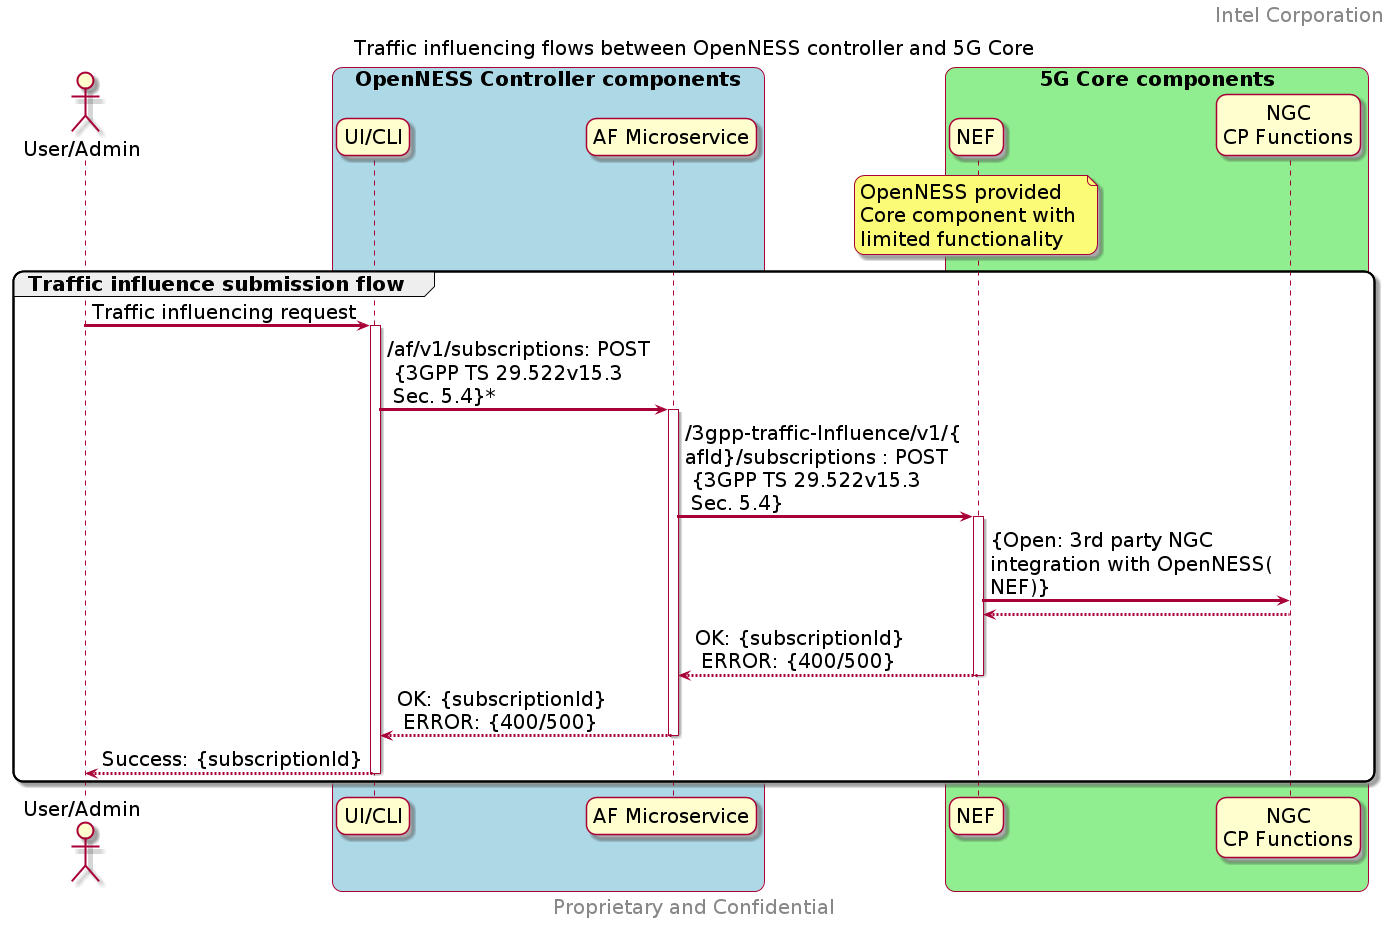 Intel Corporation
Traffic influencing flows between OpenNESS controller and 5G Core
OpenNESS Controller components
5G Core components
User/Admin
UI/CLI
AF Microservice
NEF
NGC
CP Functions
OpenNESS provided
Core component with
limited functionality
Traffic influence submission flow
Traffic influencing request
/af/v1/subscriptions: POST
{3GPP TS 29.522v15.3
Sec. 5.4}*
/3gpp-traffic-Influence/v1/{
afId}/subscriptions : POST
{3GPP TS 29.522v15.3
Sec. 5.4}
{Open: 3rd party NGC
integration with OpenNESS(
NEF)}
OK: {subscriptionId}
ERROR: {400/500}
OK: {subscriptionId}
ERROR: {400/500}
Success: {subscriptionId}
User/Admin
UI/CLI
AF Microservice
NEF
NGC
CP Functions
Proprietary and Confidential